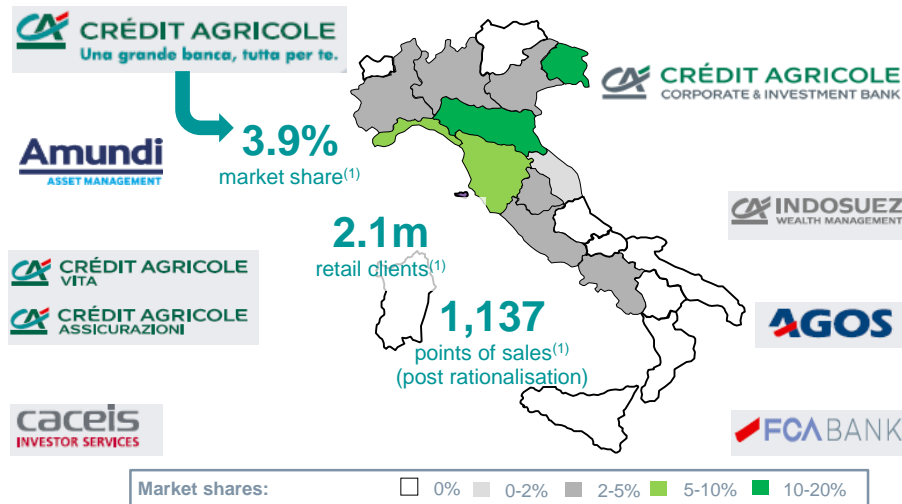 CRÉDIT AGRICOLE
Una grande banca, tutta per te.
CRÉDIT AGRICOLE
CORPORATE & INVESTMENT BANK
3.9%
market share(1)
Amundi
ASSET MANAGEMENT
INDOSUEZ
WEALTH MANAGEMENT
2.1m
retail clients(1)
CRÉDIT AGRICOLE
VITA
CRÉDIT AGRICOLE
ASSICURAZIONI
1,137
points of sales(1)
(post rationalisation)
AGOS
caceis
INVESTOR SERVICES
FCA BANK
Market shares: 0% 0-2% 2-5% 5-10% 10-20%